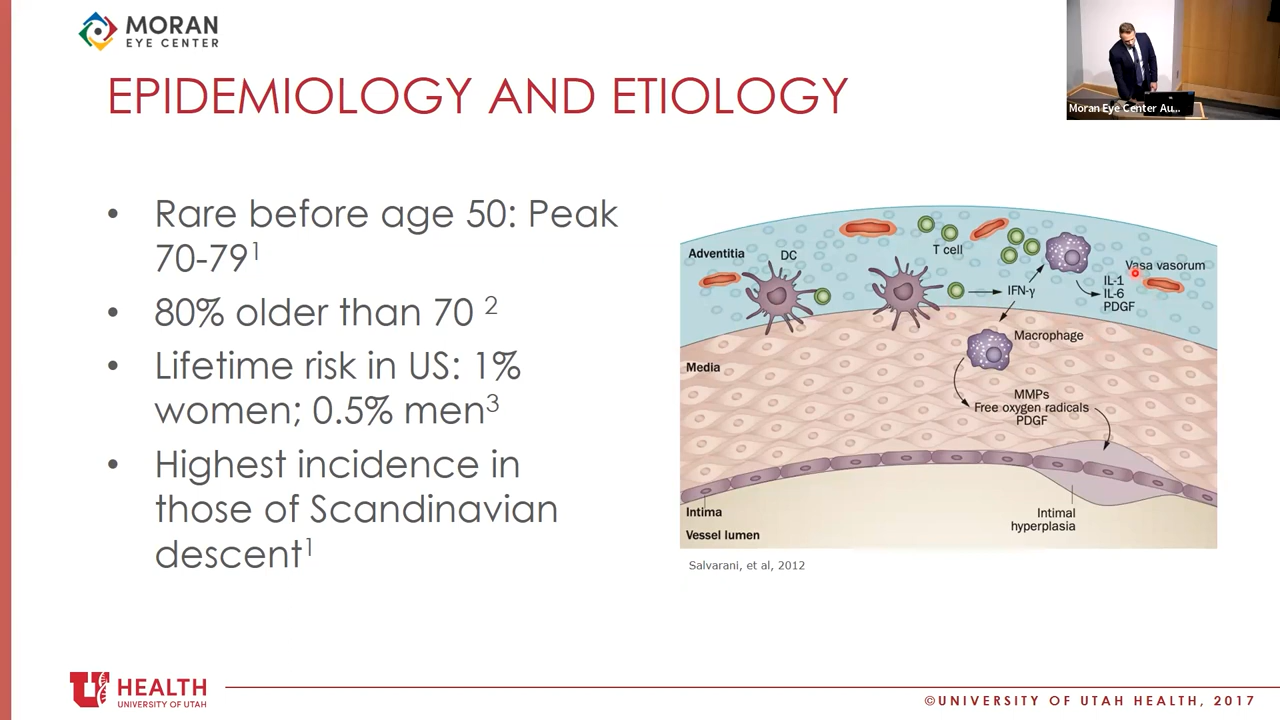 MORAN
EYE CENTER
EPIDEMIOLOGY AND ETIOLOGY
Moran Eye Center Au...
• Rare before age 50: Peak
70-79¹
• 80% older than 70 ²
• Lifetime risk in US: 1%
women; 0.5% men³
• Highest incidence in
those of Scandinavian
descent¹
Adventitia
DC
T cell
IFN-γ
Vasa vasorum
IL-1
IL-6
PDGF
Macrophage
Media
MMPs
Free oxygen radicals
PDGF
Intima
Vessel lumen
Intimal
hyperplasia
Salvarani, et al, 2012
U HEALTH
UNIVERSITY OF UTAH
©UNIVERSITY OF UTAH HEALTH, 2017